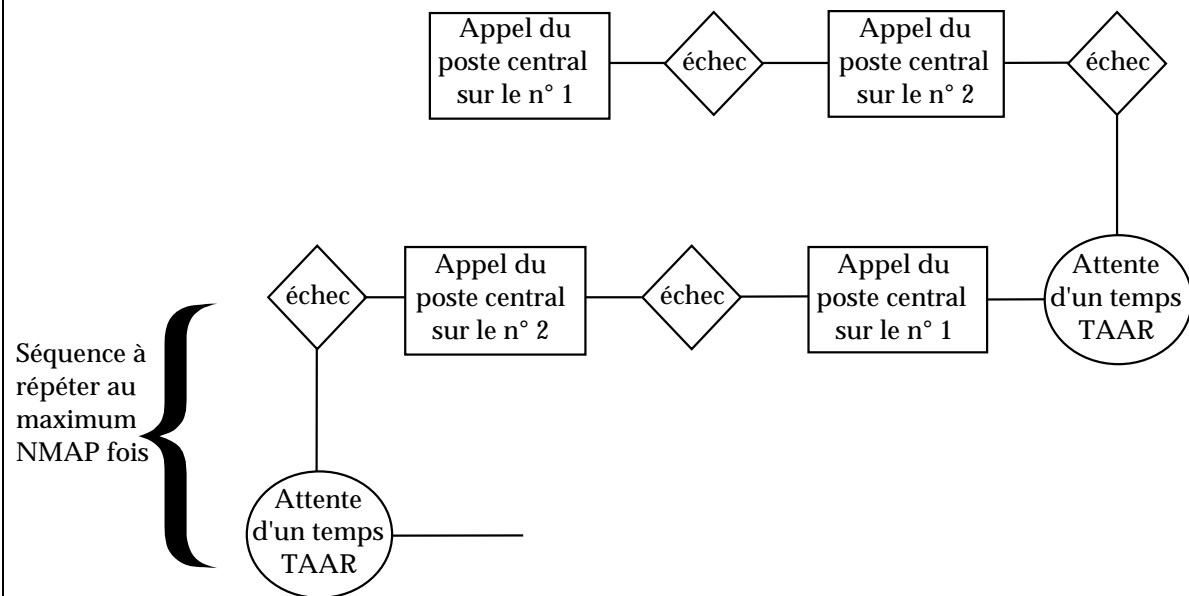 Appel du
poste central
sur le n° 1
échec
Appel du
poste central
sur le n° 2
échec
échec
Appel du
poste central
sur le n° 2
échec
Appel du
poste central
sur le n° 1
Attente
d'un temps
TAAR
Séquence à
répéter au
maximum
NMAP fois
Attente
d'un temps
TAAR